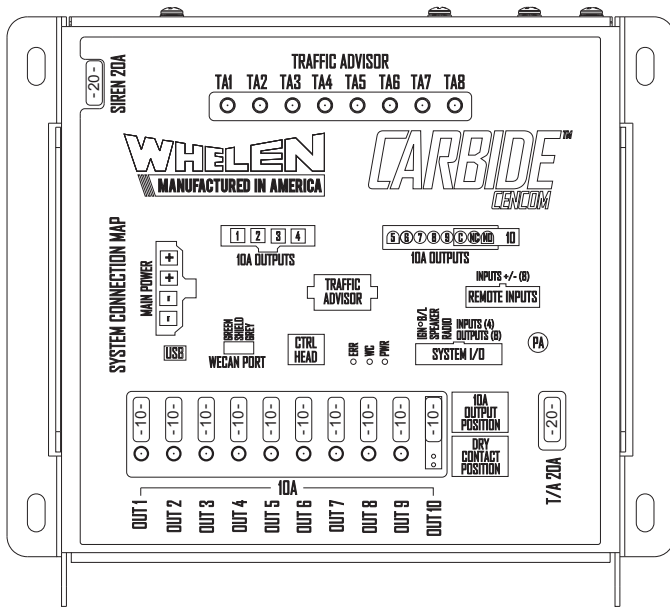 -20-
SIREN 20A
TRAFFIC ADVISOR
TA1 TA2 TA3 TA4 TA5 TA6 TA7 TA8
WHELEN
MANUFACTURED IN AMERICA
CARBIDE™
CENCOM
SYSTEM CONNECTION MAP
MAIN POWER
+
+
-
-
1 2 3 4
10A OUTPUTS
5 6 7 8 9 C NC NO 10
10A OUTPUTS
TRAFFIC
ADVISOR
INPUTS +/- (6)
REMOTE INPUTS
USB
GREEN
SHIELD
GREY
WECAN PORT
CTRL
HEAD
ERR
WC
PWR
IGN B/L
SPEAKER
RADIO
INPUTS (4)
OUTPUTS (8)
SYSTEM I/O
PA
-10- -10- -10- -10- -10- -10- -10- -10- -10- -10-
10A
OUTPUT
POSITION
DRY
CONTACT
POSITION
-20-
T/A 20A
10A
OUT 1 OUT 2 OUT 3 OUT 4 OUT 5 OUT 6 OUT 7 OUT 8 OUT 9 OUT 10